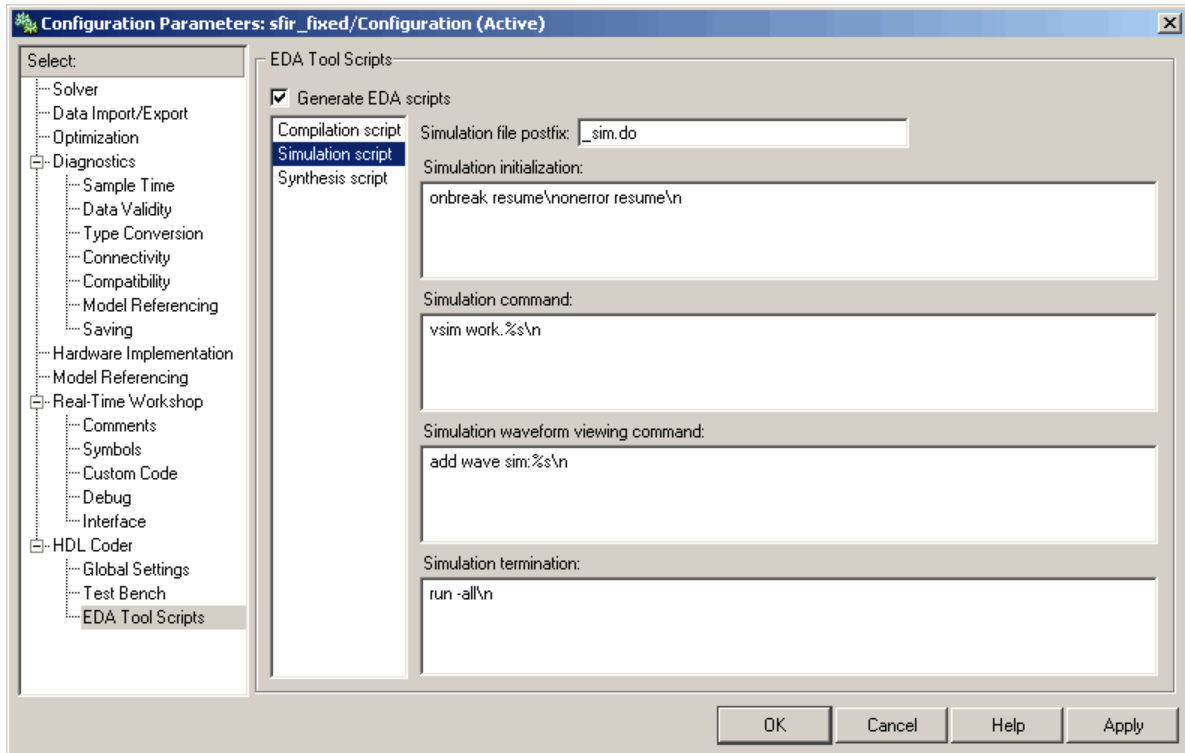 Configuration Parameters: sfir_fixed/Configuration (Active)
Select:
Solver
Data Import/Export
Optimization
Diagnostics
Sample Time
Data Validity
Type Conversion
Connectivity
Compatibility
Model Referencing
Saving
Hardware Implementation
Model Referencing
Real-Time Workshop
Comments
Symbols
Custom Code
Debug
Interface
HDL Coder
Global Settings
Test Bench
EDA Tool Scripts
EDA Tool Scripts
Generate EDA scripts
Compilation script
Simulation script
Synthesis script
Simulation file postfix: _sim.do
Simulation initialization:
onbreak resume\nonerror resume\n
Simulation command:
vsim work.%s\n
Simulation waveform viewing command:
add wave sim:%s\n
Simulation termination:
run -all\n
OK Cancel Help Apply